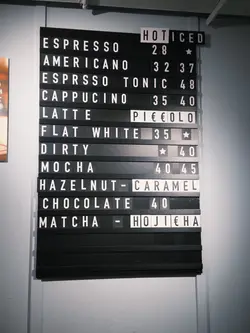 HOT ICED
ESPRESSO 28 ★
AMERICANO 32 37
ESPRSSO TONIC 48
CAPPUCINO 35 40
LATTE PICCOLO
FLAT WHITE 35 ★
DIRTY ★ 40
MOCHA 40 45
HAZELNUT- CARAMEL
CHOCOLATE 40
MATCHA - HOJICHA